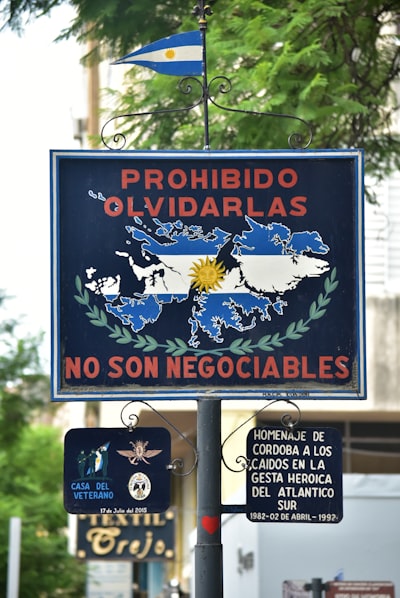 PROHIBIDO
OLVIDARLAS
NO SON NEGOCIABLES
CASA DEL
VETERANO
17 de Julio del 2015
HOMENAJE DE
CORDOBA A LOS
CAIDOS EN LA
GESTA HEROICA
DEL ATLANTICO
SUR
1982-02 DE ABRIL-1992
TEXTIL
Orejo